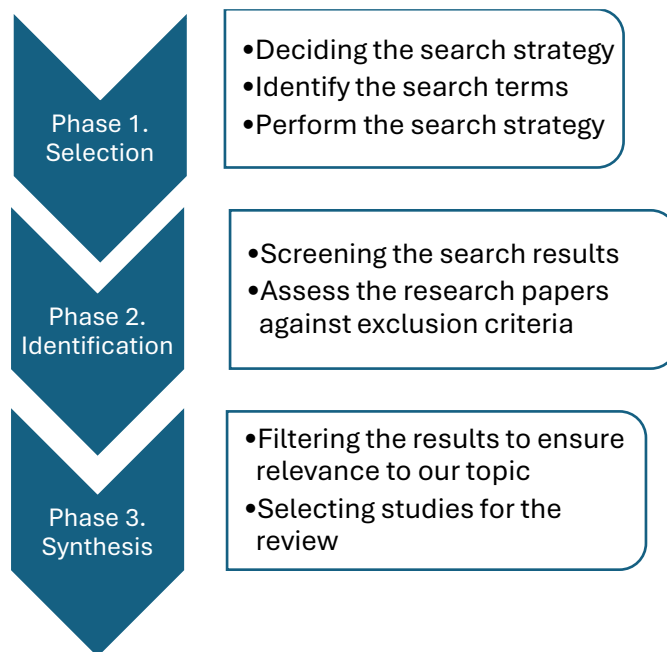 Phase 1.
Selection
•Deciding the search strategy
•Identify the search terms
•Perform the search strategy
Phase 2.
Identification
•Screening the search results
•Assess the research papers
against exclusion criteria
Phase 3.
Synthesis
•Filtering the results to ensure
relevance to our topic
•Selecting studies for the
review